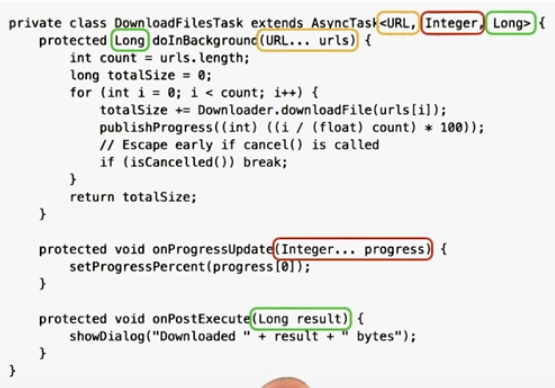 private class DownloadFilesTask extends AsyncTask<URL, Integer, Long> {
    protected Long doInBackground(URL... urls) {
        int count = urls.length;
        long totalSize = 0;
        for (int i = 0; i < count; i++) {
            totalSize += Downloader.downloadFile(urls[i]);
            publishProgress((int) ((i / (float) count) * 100));
            // Escape early if cancel() is called
            if (isCancelled()) break;
        }
        return totalSize;
    }

    protected void onProgressUpdate(Integer... progress) {
        setProgressPercent(progress[0]);
    }

    protected void onPostExecute(Long result) {
        showDialog("Downloaded " + result + " bytes");
    }
}